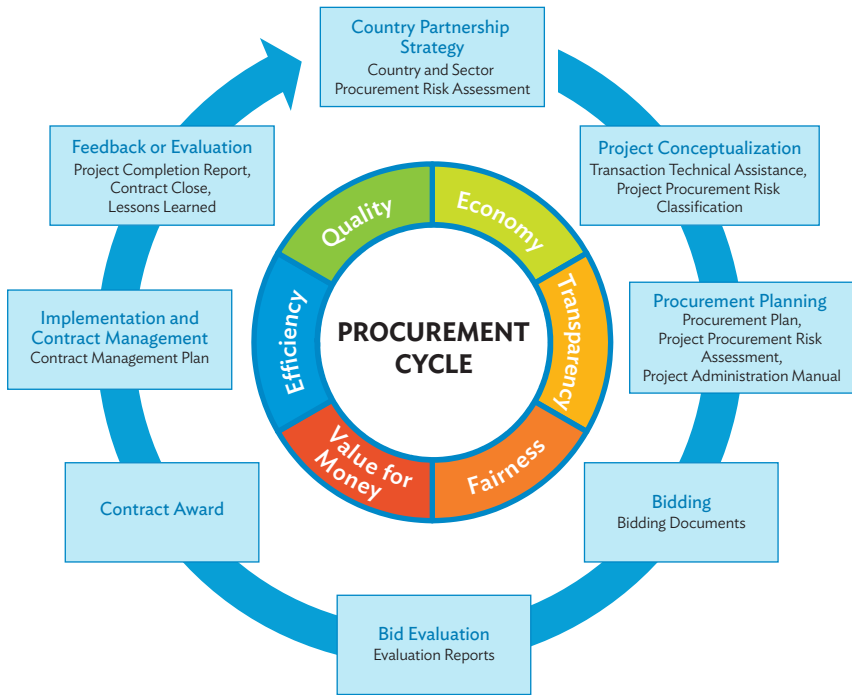 Country Partnership
Strategy
Country and Sector
Procurement Risk Assessment
Project Conceptualization
Transaction Technical Assistance,
Project Procurement Risk
Classification
Procurement Planning
Procurement Plan,
Project Procurement Risk
Assessment,
Project Administration Manual
Bidding
Bidding Documents
Bid Evaluation
Evaluation Reports
Contract Award
Implementation and
Contract Management
Contract Management Plan
Feedback or Evaluation
Project Completion Report,
Contract Close,
Lessons Learned
PROCUREMENT
CYCLE
Quality
Economy
Transparency
Fairness
Value for
Money
Efficiency